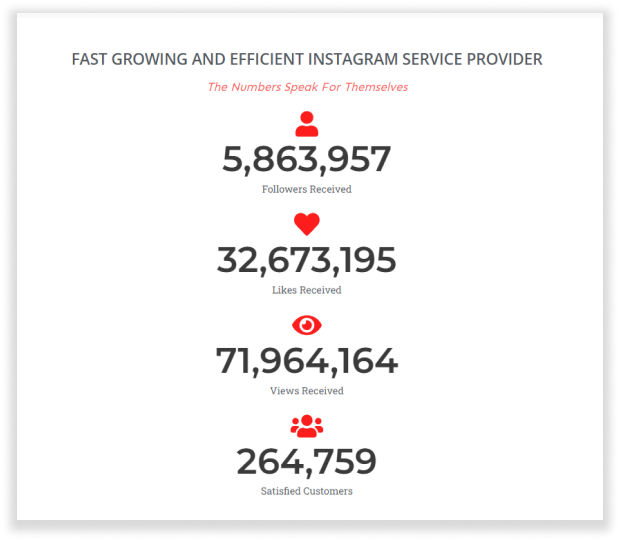 FAST GROWING AND EFFICIENT INSTAGRAM SERVICE PROVIDER
The Numbers Speak For Themselves
5,863,957
Followers Received
32,673,195
Likes Received
71,964,164
Views Received
264,759
Satisfied Customers